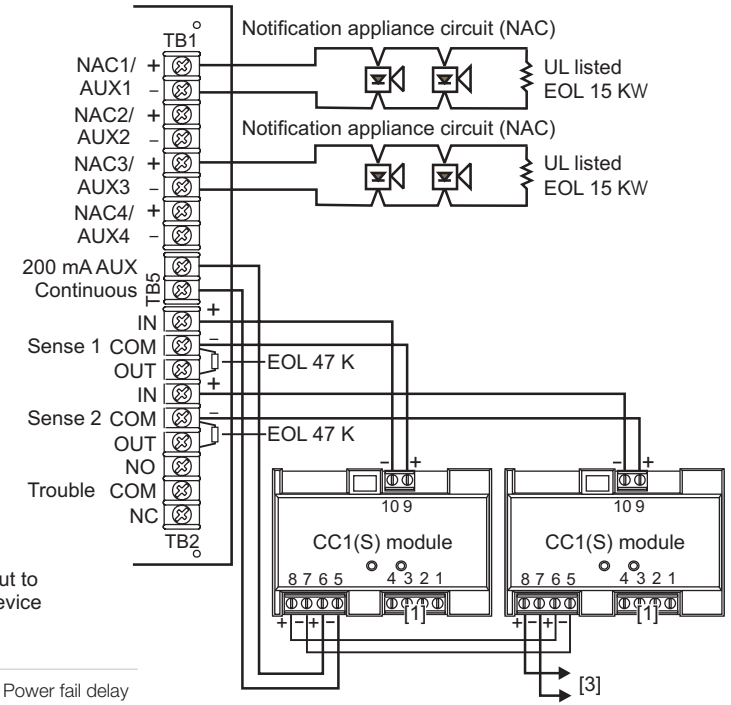 Notification appliance circuit (NAC)
TB1
NAC1/ +
AUX1 –
UL listed
EOL 15 KW
NAC2/ +
AUX2 –
Notification appliance circuit (NAC)
NAC3/ +
AUX3 –
UL listed
EOL 15 KW
NAC4/ +
AUX4 –
200 mA AUX
Continuous
TB5
IN +
Sense 1 COM –
OUT
EOL 47 K
IN +
Sense 2 COM –
OUT
EOL 47 K
NO
Trouble COM
NC
TB2
– +
10 9
CC1(S) module
8 7 6 5 4 3 2 1
[1]
+ – + –
– +
10 9
CC1(S) module
8 7 6 5 4 3 2 1
[1]
+ – + –
[3]
ut to
evice
Power fail delay